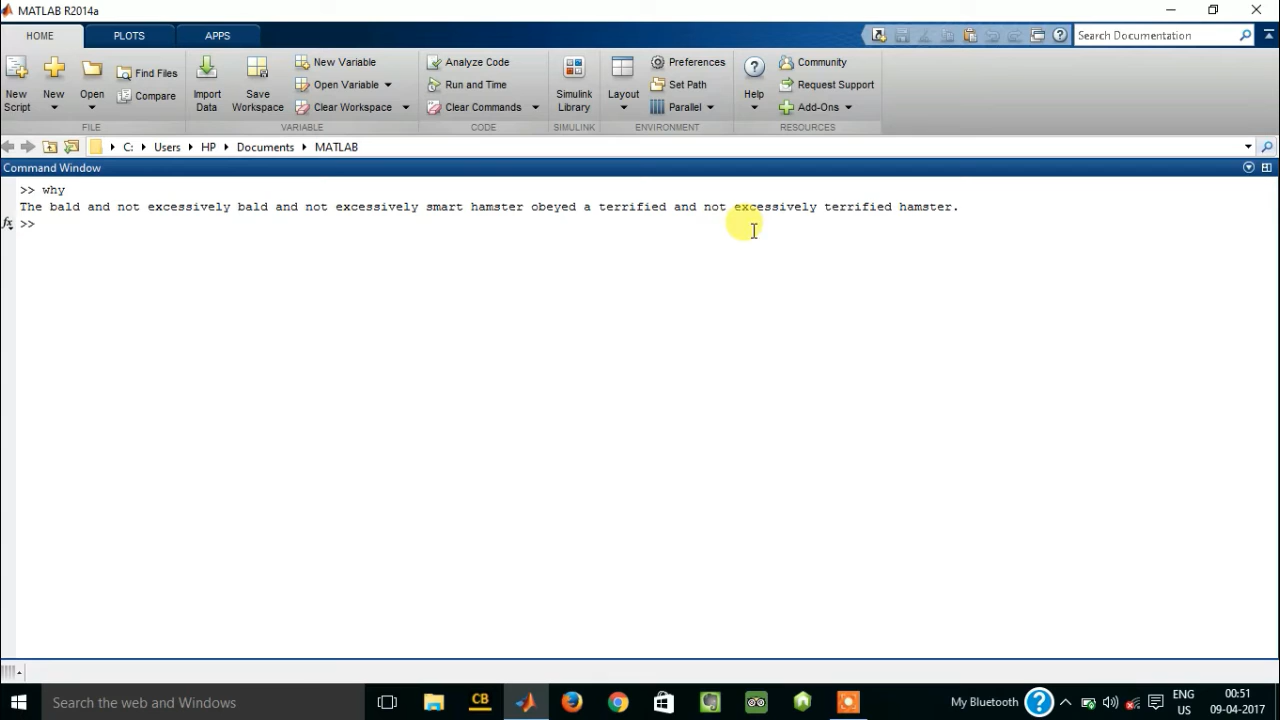 MATLAB R2014a
HOME PLOTS APPS Search Documentation
New Script New Open Find Files Compare Import Data Save Workspace New Variable Open Variable Clear Workspace Analyze Code Run and Time Clear Commands Simulink Library Layout Preferences Set Path Parallel Help Community Request Support Add-Ons
FILE VARIABLE CODE SIMULINK ENVIRONMENT RESOURCES
C: Users HP Documents MATLAB
Command Window
>> why
The bald and not excessively bald and not excessively smart hamster obeyed a terrified and not excessively terrified hamster.
fx >>
Search the web and Windows CB My Bluetooth ENG US 00:51 09-04-2017